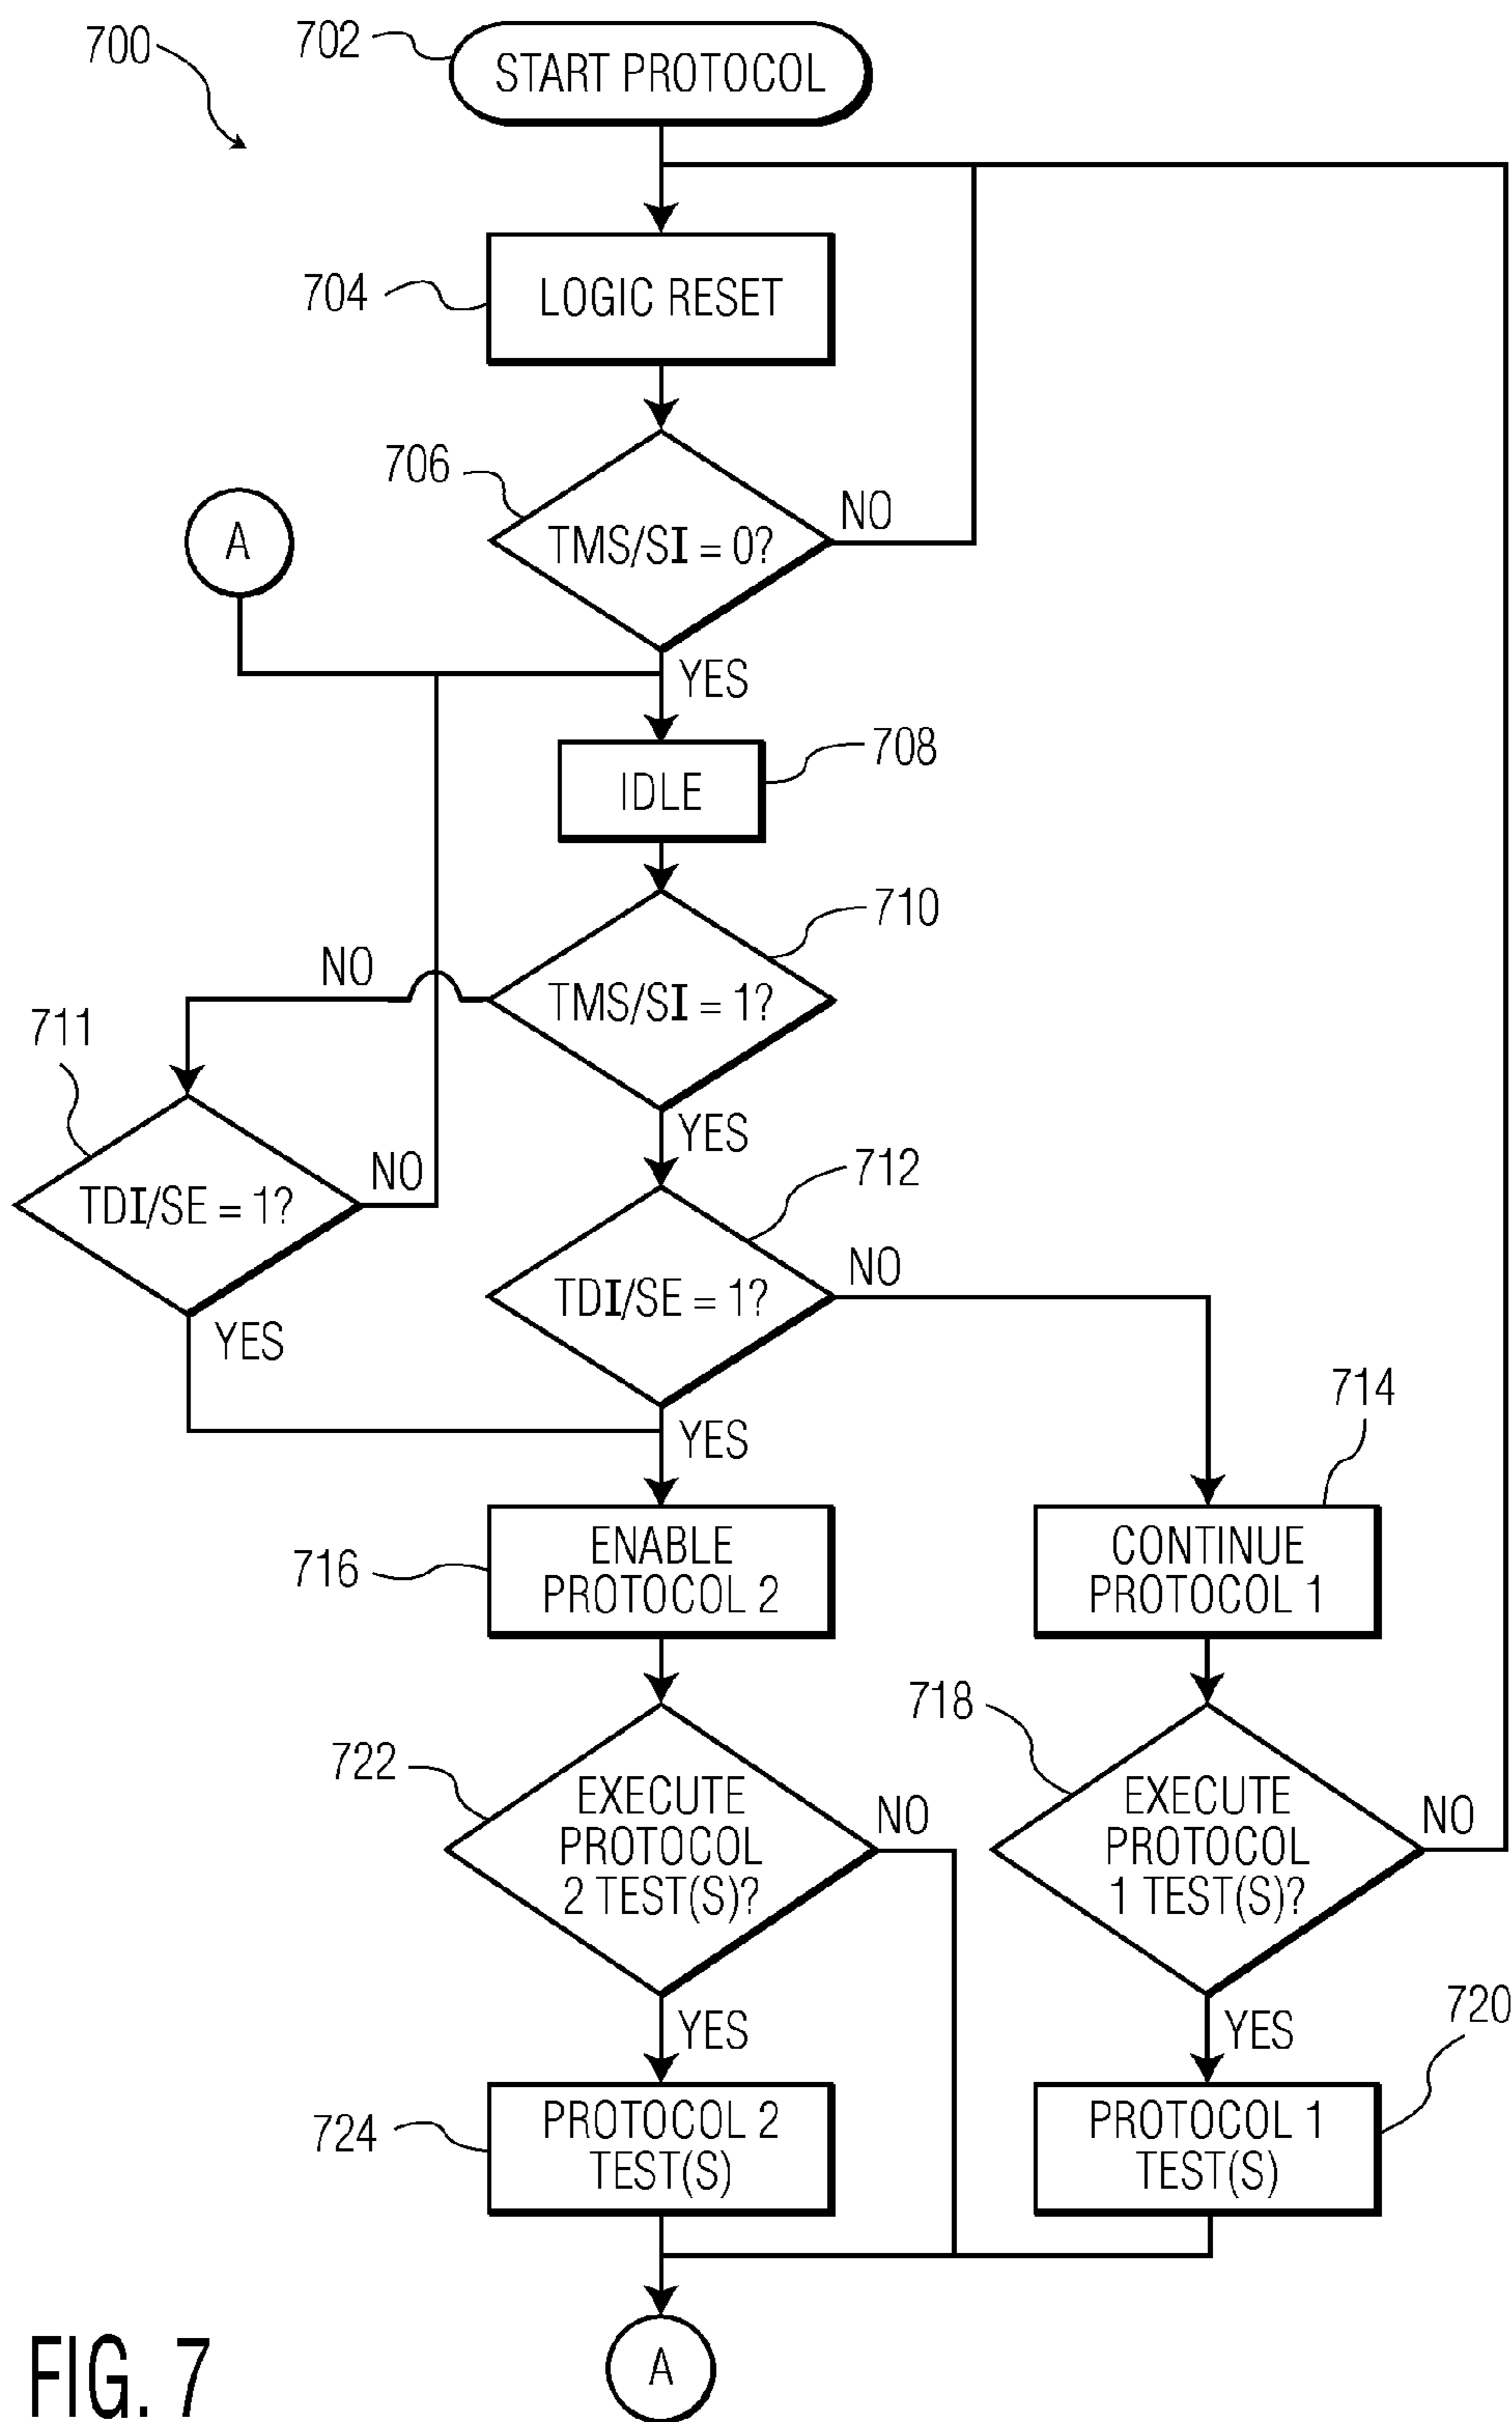 700
702
START PROTOCOL
704
LOGIC RESET
706
TMS/SI = 0?
NO
A
YES
IDLE
708
710
NO
TMS/SI = 1?
711
YES
712
TDI/SE = 1?
NO
TDI/SE = 1?
NO
YES
YES
714
716
ENABLE
PROTOCOL 2
CONTINUE
PROTOCOL 1
718
722
EXECUTE
PROTOCOL
2 TEST(S)?
NO
EXECUTE
PROTOCOL
1 TEST(S)?
NO
YES
YES
720
724
PROTOCOL 2
TEST(S)
PROTOCOL 1
TEST(S)
A
FIG. 7